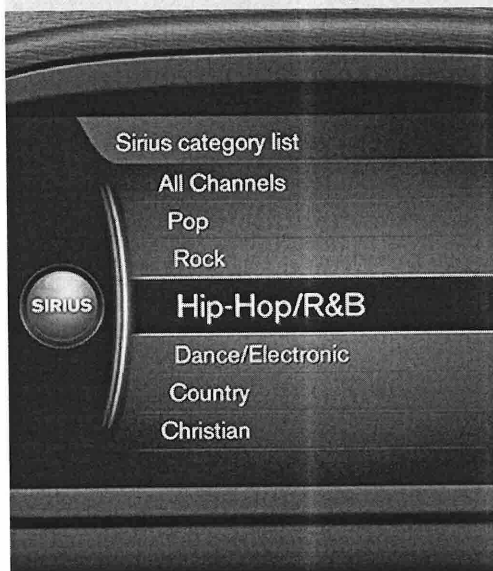 Sirius category list
All Channels
Pop
Rock
SIRIUS
Hip-Hop/R&B
Dance/Electronic
Country
Christian